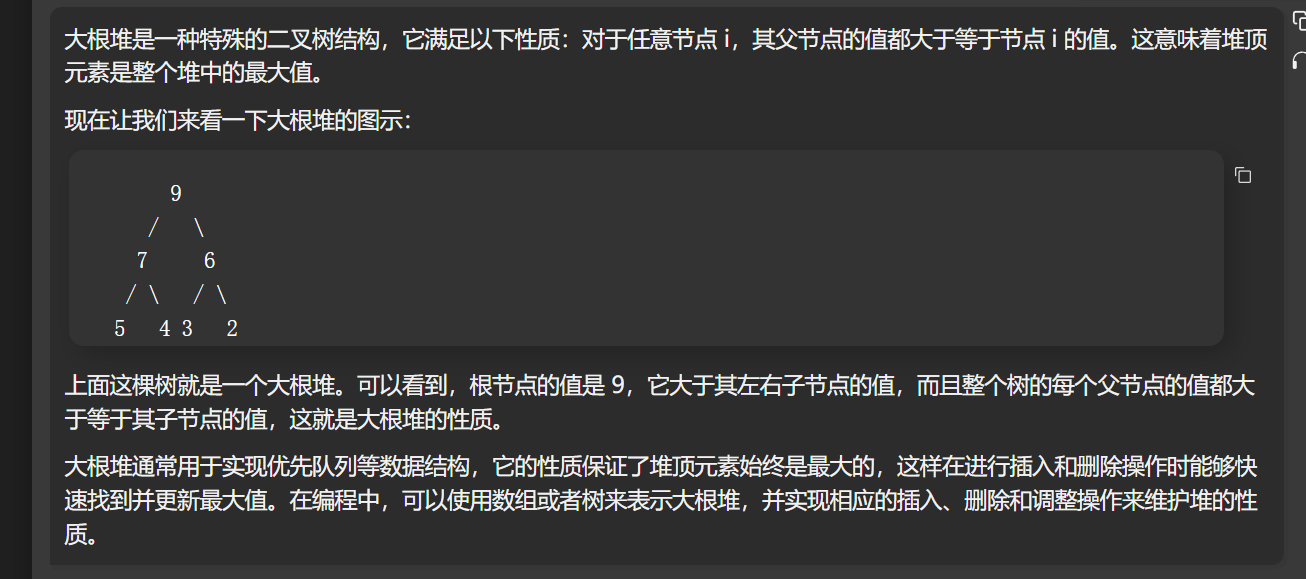 大根堆是一种特殊的二叉树结构，它满足以下性质：对于任意节点 i，其父节点的值都大于等于节点 i 的值。这意味着堆顶
元素是整个堆中的最大值。
现在让我们来看一下大根堆的图示：
9
/ \
7 6
/ \ / \
5 4 3 2
上面这棵树就是一个大根堆。可以看到，根节点的值是 9，它大于其左右子节点的值，而且整个树的每个父节点的值都大
于等于其子节点的值，这就是大根堆的性质。
大根堆通常用于实现优先队列等数据结构，它的性质保证了堆顶元素始终是最大的，这样在进行插入和删除操作时能够快
速找到并更新最大值。在编程中，可以使用数组或者树来表示大根堆，并实现相应的插入、删除和调整操作来维护堆的性
质。